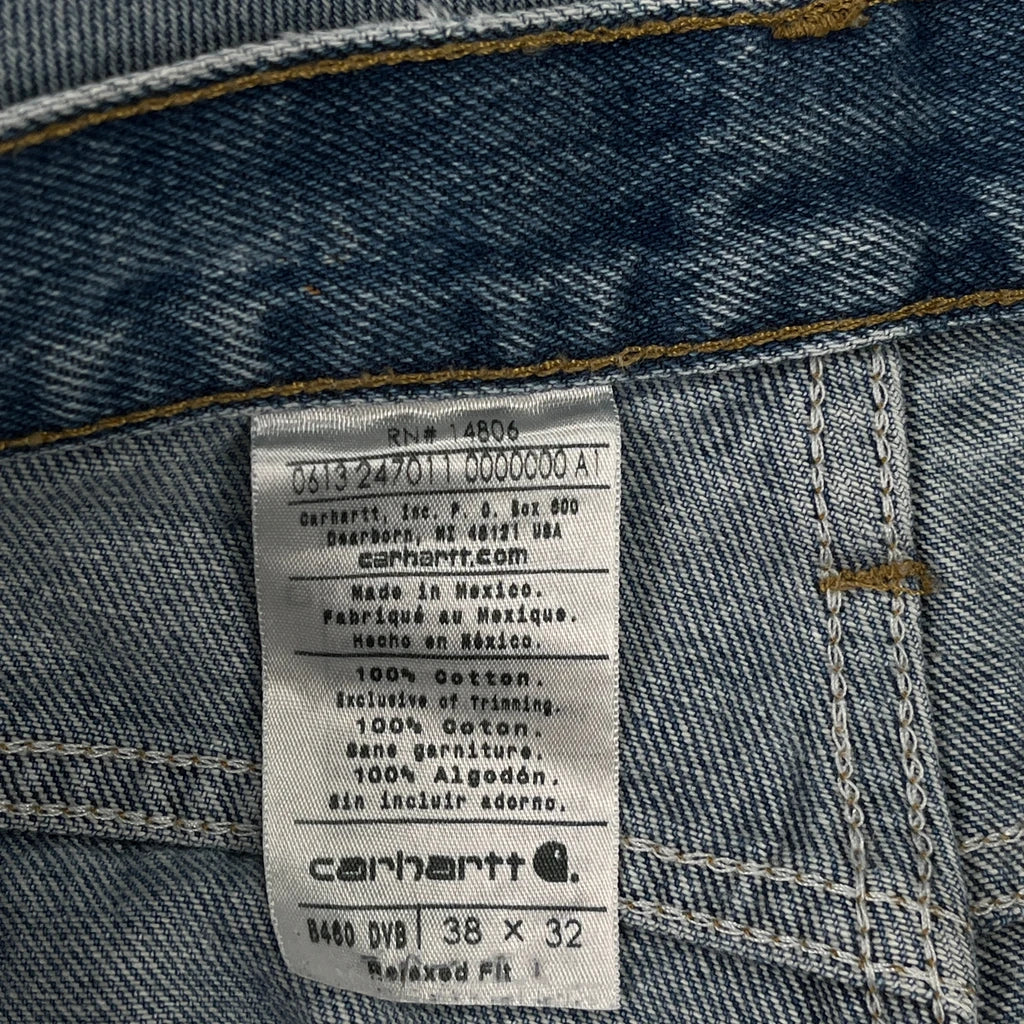 RN# 14806
0613 247011 0000000 A1
Carhartt, Inc. P. O. Box 600
Dearborn, MI 48121 USA
carhartt.com
Made in Mexico.
Fabriqué au Mexique.
Hecho en México.
100% Cotton.
Exclusive of Trimming.
100% Coton.
Sans garniture.
100% Algodón.
Sin incluir adorno.
carhartt
B460 DVB 38 X 32
Relaxed Fit